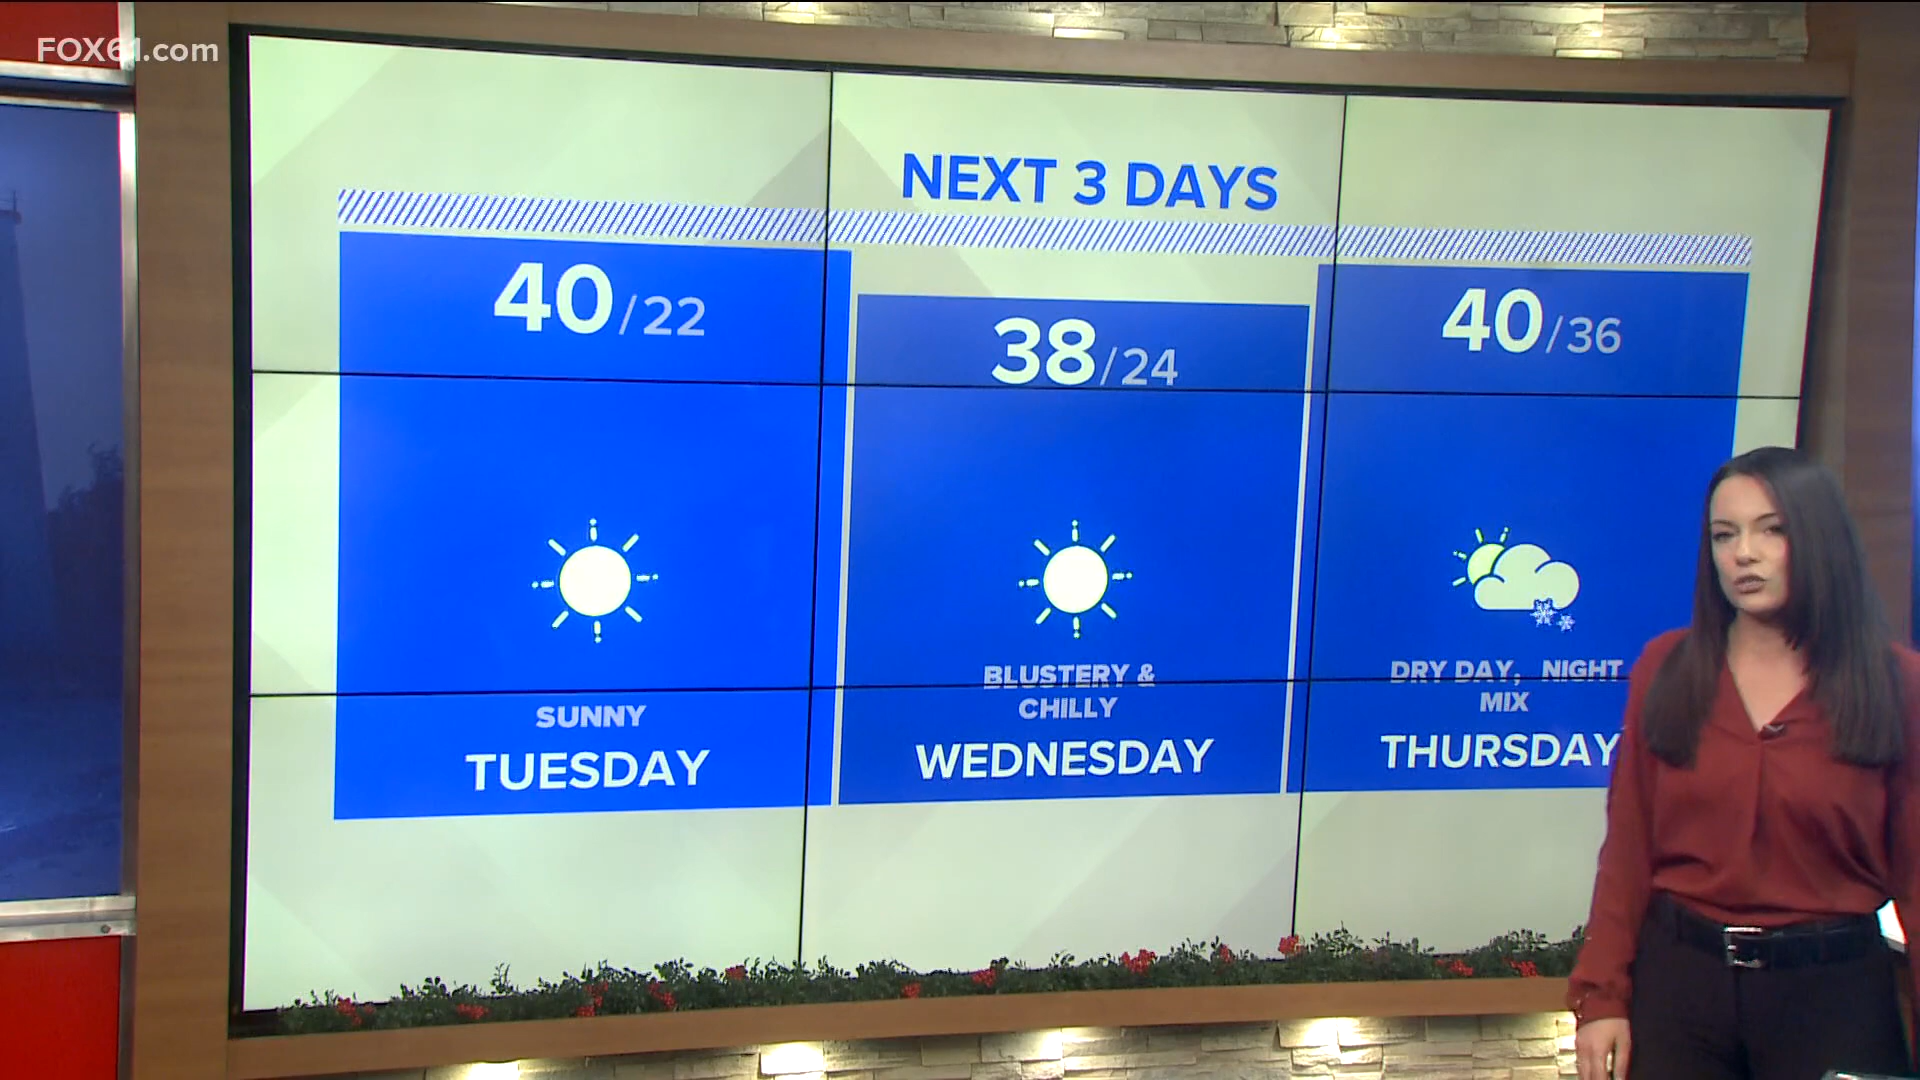 FOX61.com
NEXT 3 DAYS
40/22
SUNNY
TUESDAY
38/24
BLUSTERY &
CHILLY
WEDNESDAY
40/36
DRY DAY, NIGHT
MIX
THURSDAY